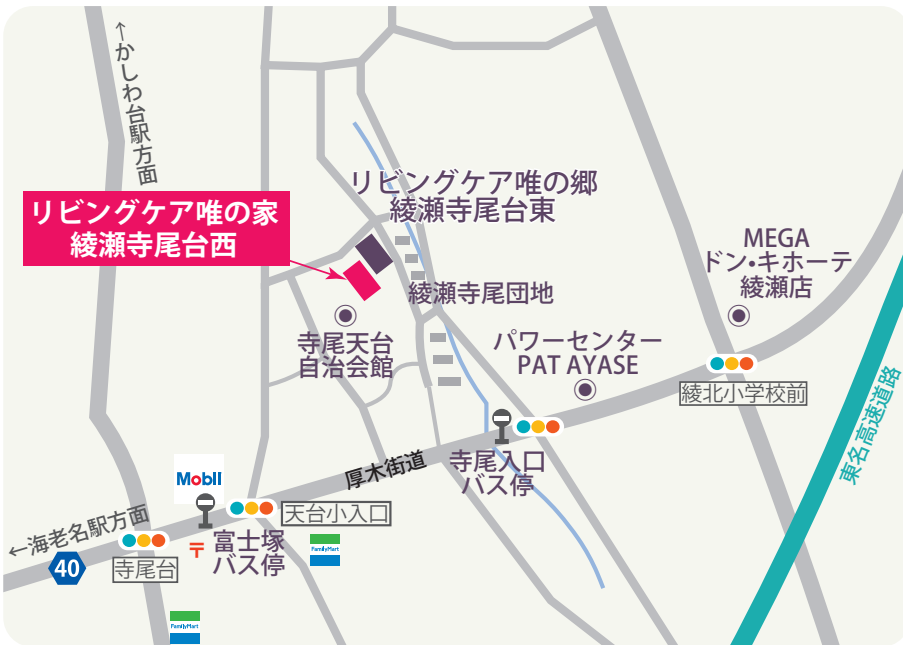 ←かしわ台駅方面
リビングケア唯の郷
綾瀬寺尾台東
リビングケア唯の家
綾瀬寺尾台西
MEGA
ドン・キホーテ
綾瀬店
綾瀬寺尾団地
寺尾天台
自治会館
パワーセンター
PAT AYASE
綾北小学校前
東名高速道路
厚木街道
寺尾入口
バス停
Mobil
天台小入口
←海老名駅方面
40
寺尾台
〒
富士塚
バス停
FamilyMart
FamilyMart